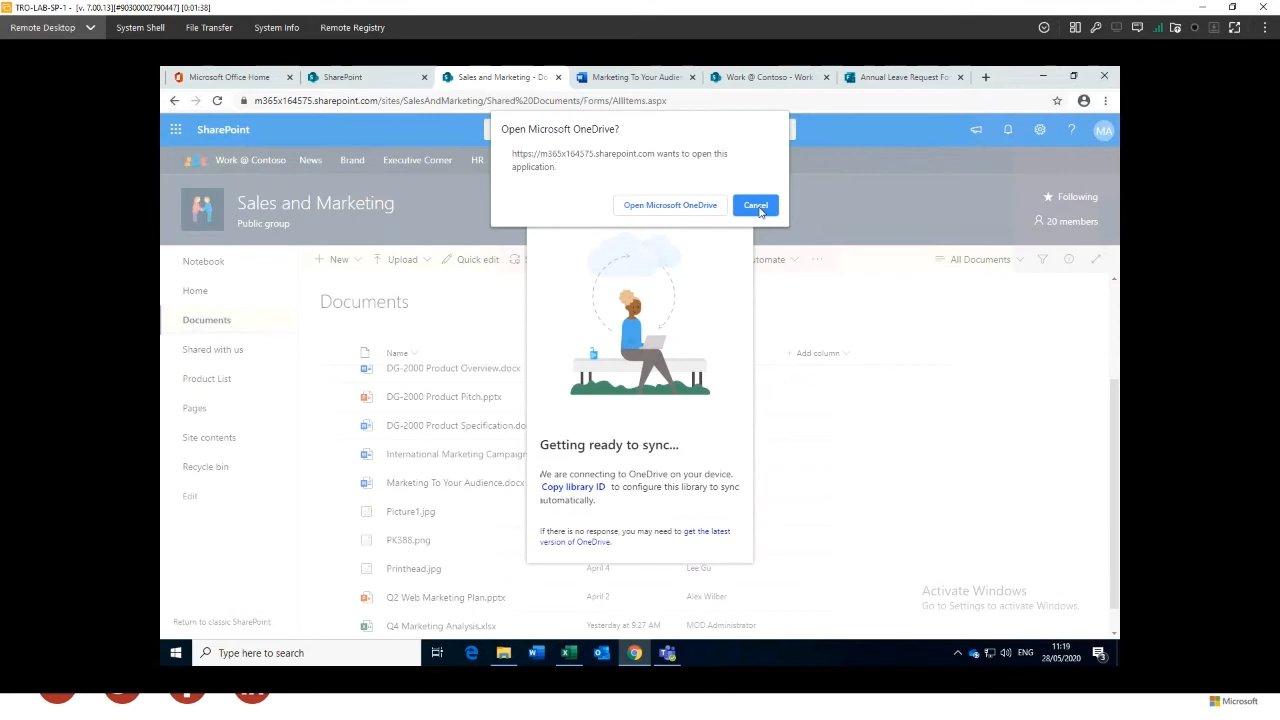 TRO-LAB-SP-1 - [v. 7.00.13][#90300002790447] [0:01:38]
Remote Desktop System Shell File Transfer System Info Remote Registry
Microsoft Office Home SharePoint Sales and Marketing - Do Marketing To Your Audienc Work @ Contoso - Work Annual Leave Request Fo
m365x164575.sharepoint.com/sites/SalesAndMarketing/Shared%20Documents/Forms/AllItems.aspx
SharePoint
MA
Open Microsoft OneDrive?
https://m365x164575.sharepoint.com wants to open this
application.
Open Microsoft OneDrive Cancel
Work @ Contoso News Brand Executive Corner HR
Sales and Marketing
Public group
Following
20 members
Notebook
Home
Documents
Shared with us
Product List
Pages
Site contents
Recycle bin
Edit
Return to classic SharePoint
New Upload Quick edit S utomate ... All Documents
Documents
Name Add column
DG-2000 Product Overview.docx
DG-2000 Product Pitch.pptx
DG-2000 Product Specification.do
International Marketing Campaign
Marketing To Your Audience.docx
Picture1.jpg
PK388.png
Printhead.jpg April 4 Lee Gu
Q2 Web Marketing Plan.pptx April 2 Alex Wilber
Q4 Marketing Analysis.xlsx Yesterday at 9:27 AM MOD Administrator
Getting ready to sync...
We are connecting to OneDrive on your device.
Copy library ID to configure this library to sync
automatically.
If there is no response, you may need to get the latest
version of OneDrive.
Activate Windows
Go to Settings to activate Windows.
Type here to search
ENG
11:19
28/05/2020
3
Microsoft